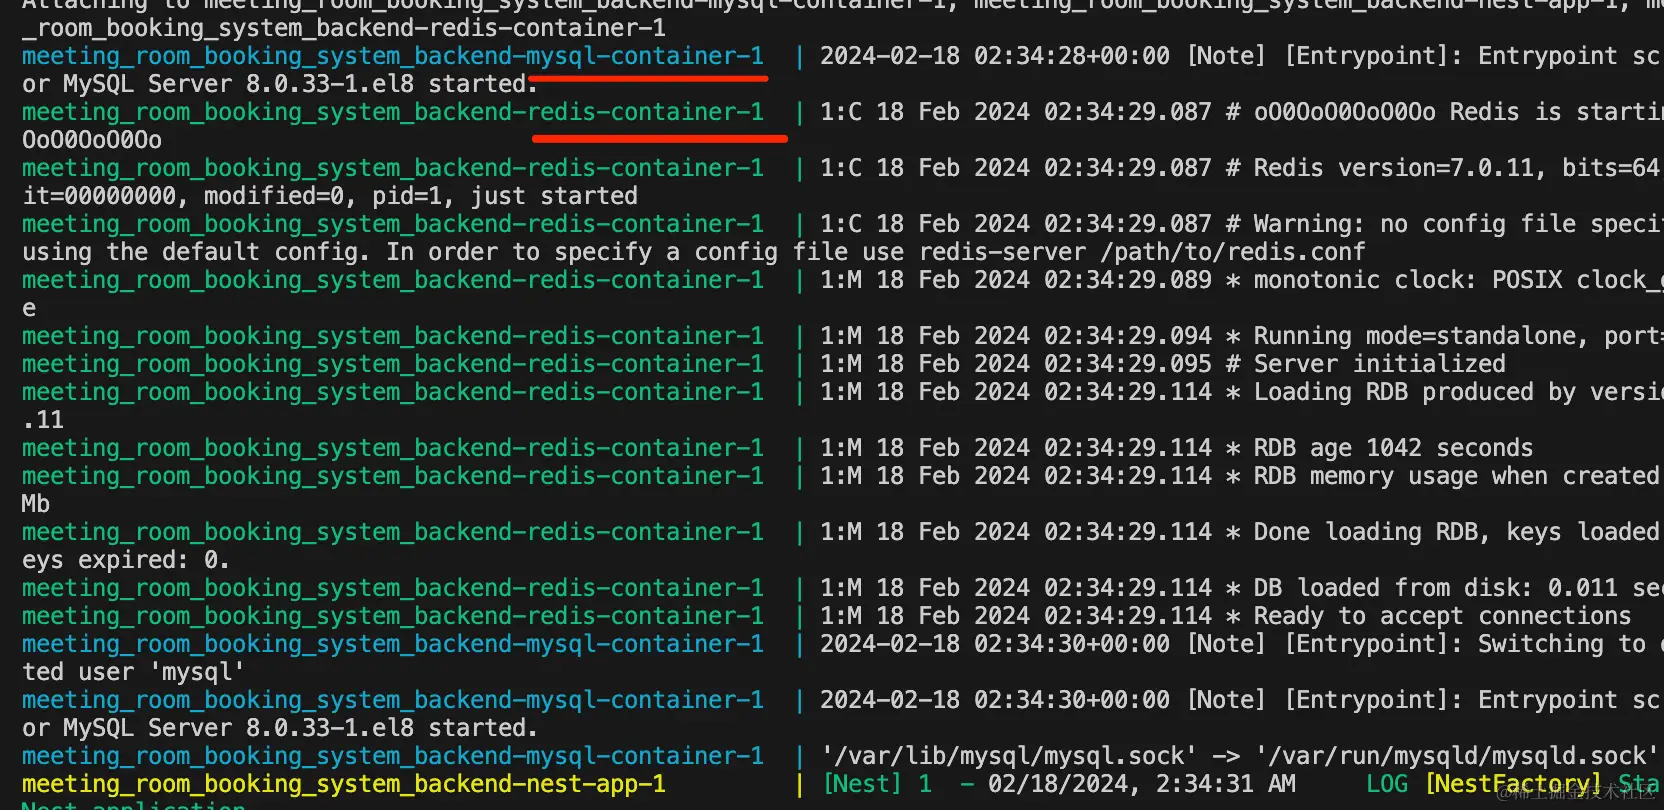 Attaching to meeting_room_booking_system_backend-mysql-container-1, meeting_room_booking_system_backend-nest-app-1,
_room_booking_system_backend-redis-container-1
meeting_room_booking_system_backend-mysql-container-1 | 2024-02-18 02:34:28+00:00 [Note] [Entrypoint]: Entrypoint sc
or MySQL Server 8.0.33-1.el8 started.
meeting_room_booking_system_backend-redis-container-1 | 1:C 18 Feb 2024 02:34:29.087 # oO0OoO0OoO0Oo Redis is starti
OoO0OoO0Oo
meeting_room_booking_system_backend-redis-container-1 | 1:C 18 Feb 2024 02:34:29.087 # Redis version=7.0.11, bits=64
it=00000000, modified=0, pid=1, just started
meeting_room_booking_system_backend-redis-container-1 | 1:C 18 Feb 2024 02:34:29.087 # Warning: no config file speci
using the default config. In order to specify a config file use redis-server /path/to/redis.conf
meeting_room_booking_system_backend-redis-container-1 | 1:M 18 Feb 2024 02:34:29.089 * monotonic clock: POSIX clock_g
e
meeting_room_booking_system_backend-redis-container-1 | 1:M 18 Feb 2024 02:34:29.094 * Running mode=standalone, port=
meeting_room_booking_system_backend-redis-container-1 | 1:M 18 Feb 2024 02:34:29.095 # Server initialized
meeting_room_booking_system_backend-redis-container-1 | 1:M 18 Feb 2024 02:34:29.114 * Loading RDB produced by versi
.11
meeting_room_booking_system_backend-redis-container-1 | 1:M 18 Feb 2024 02:34:29.114 * RDB age 1042 seconds
meeting_room_booking_system_backend-redis-container-1 | 1:M 18 Feb 2024 02:34:29.114 * RDB memory usage when created
Mb
meeting_room_booking_system_backend-redis-container-1 | 1:M 18 Feb 2024 02:34:29.114 * Done loading RDB, keys loaded
eys expired: 0.
meeting_room_booking_system_backend-redis-container-1 | 1:M 18 Feb 2024 02:34:29.114 * DB loaded from disk: 0.011 sec
meeting_room_booking_system_backend-redis-container-1 | 1:M 18 Feb 2024 02:34:29.114 * Ready to accept connections
meeting_room_booking_system_backend-mysql-container-1 | 2024-02-18 02:34:30+00:00 [Note] [Entrypoint]: Switching to
ted user 'mysql'
meeting_room_booking_system_backend-mysql-container-1 | 2024-02-18 02:34:30+00:00 [Note] [Entrypoint]: Entrypoint sc
or MySQL Server 8.0.33-1.el8 started.
meeting_room_booking_system_backend-mysql-container-1 | '/var/lib/mysql/mysql.sock' -> '/var/run/mysqld/mysqld.sock'
meeting_room_booking_system_backend-nest-app-1 | [Nest] 1 - 02/18/2024, 2:34:31 AM LOG [NestFactory] Sta
Nest application
@稀土掘金技术社区